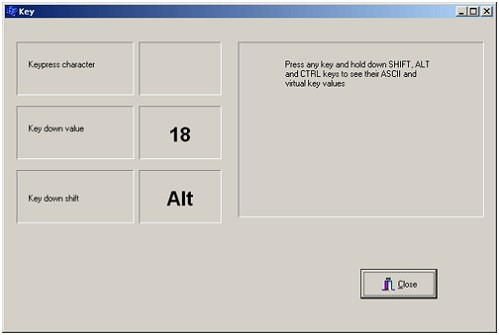 Key
Keypress character
Key down value
18
Key down shift
Alt
Press any key and hold down SHIFT, ALT
and CTRL keys to see their ASCII and
virtual key values
Close